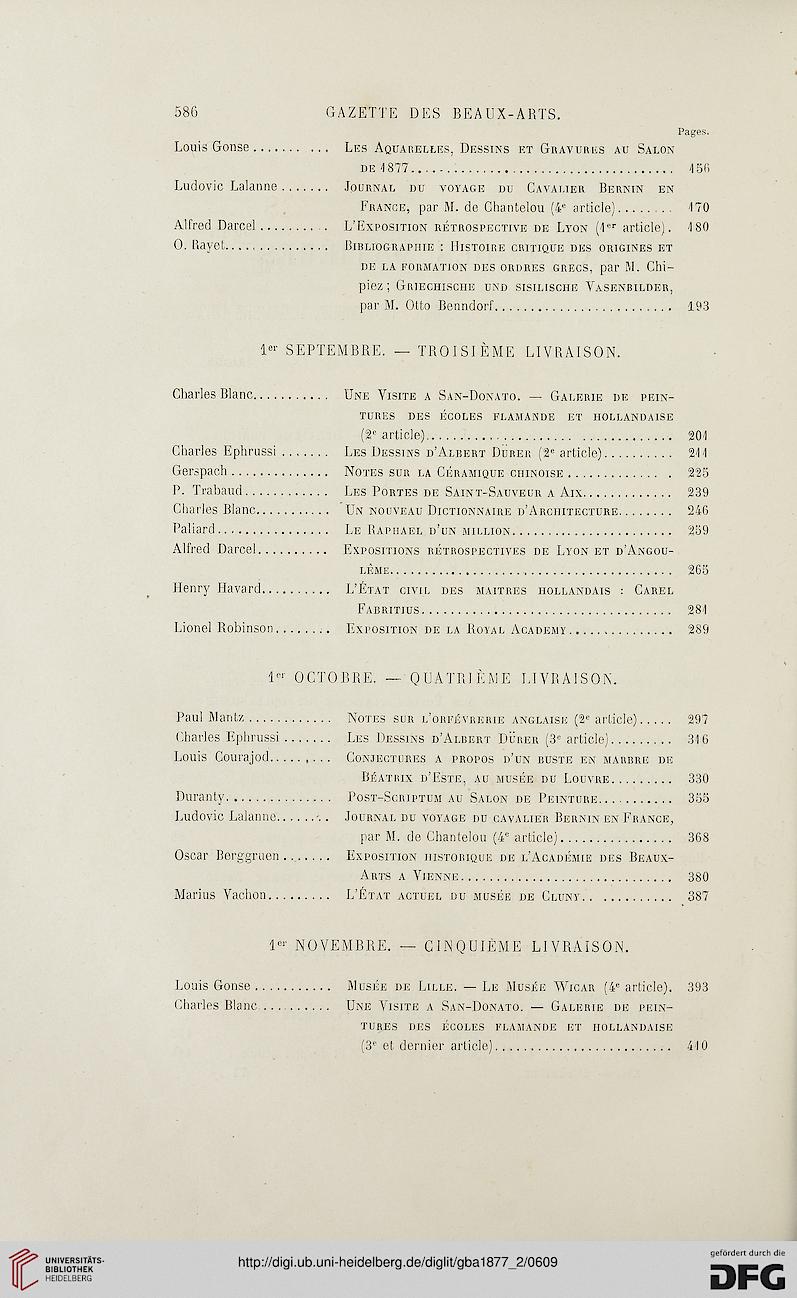 586 GAZETTE DES BEAUX-ARTS.
Pages.
Louis Gonse.......... Les Aquarelles, Dessins et Gravures au Salon
de 1877..................................... 156
Ludovic Lalanne....... Journal du voyage du Cavalier Bernin en
France, par M. de Chantelou (4e article)........ 170
Alfred Darcel.......... L'Exposition rétrospective de Lyon (1er article). 180
O. Rayet............... Bibliographie : Histoire critique des origines et
de la formation des ordres grecs, par M. Chi-
piez; Griechische und sisilische Vasenbilder,
par M. Otto Benndorf......................... 193
1er SEPTEMBRE. — TROISIÈME LIVRAISON.
Charles Blanc........... Une Visite a San-Donato. — Galerie de pein-
tures des écoles flamande et hollandaise
(2e article)................................. 201
Charles Ephrussi....... Les Dessins d'Albert Dürer (2e article).......... 211
Gerspach.............. Notes sur la Céramique chinoise............... 225
P. Trabaud............ Les Portes de Saint-Sauveur a Aix............. 239
Charles Blanc........... Un nouveau Dictionnaire d'Architecture........ 246
Paliard................ Le Raphael d'un million....................... 259
Alfred Darcel.......... Expositions rétrospectives de Lyon et d'Angou-
lême........................................ 265
Henry Havard.......... L'État civil des maitres hollandais : Carel
Fabritius................................... 281
Lionel Robinson........ Exposition de la Royal Academy............... 289
1er OCTOBRE. — QUATRIÈME LIVRAISON.
Paul Mantz............ Notes sur l'orfévrerie anglaise (2e article)..... 297
Charles Ephrussi....... Les Dessins d'Albert Dürer (3e article)......... 316
Louis Courajod......... Conjectures a propos d'un buste en marbre de
Béatrix d'Este, au musée du Louvre......... 330
Duranty............... Post-Scriptum au Salon de Peinture........... 355
Ludovic Lalanne........ Journal du voyage du cavalier Bernin en France,
par M. de Chantelou (4e article)................ 368
Oscar Berggruen....... Exposition historique de l'Académie des Beaux-
Arts a Vienne.............................. 380
Marius Vachon......... L'État actuel du musée de Cluny............. 387
1er NOVEMBRE. — CINQUIÈME LIVRAISON.
Louis Gonse........... Musée de Lille. — Le Musée Wicar (4e article). 393
Charles Blanc.......... Une Visite a San-Donato. — Galerie de pein-
tures des écoles flamande et hollandaise
(3e et dernier article)......................... 410
UNIVERSITÄTS-
BIBLIOTHEK
HEIDELBERG
http://digi.ub.uni-heidelberg.de/diglit/gba1877_2/0609
gefördert durch die
DFG